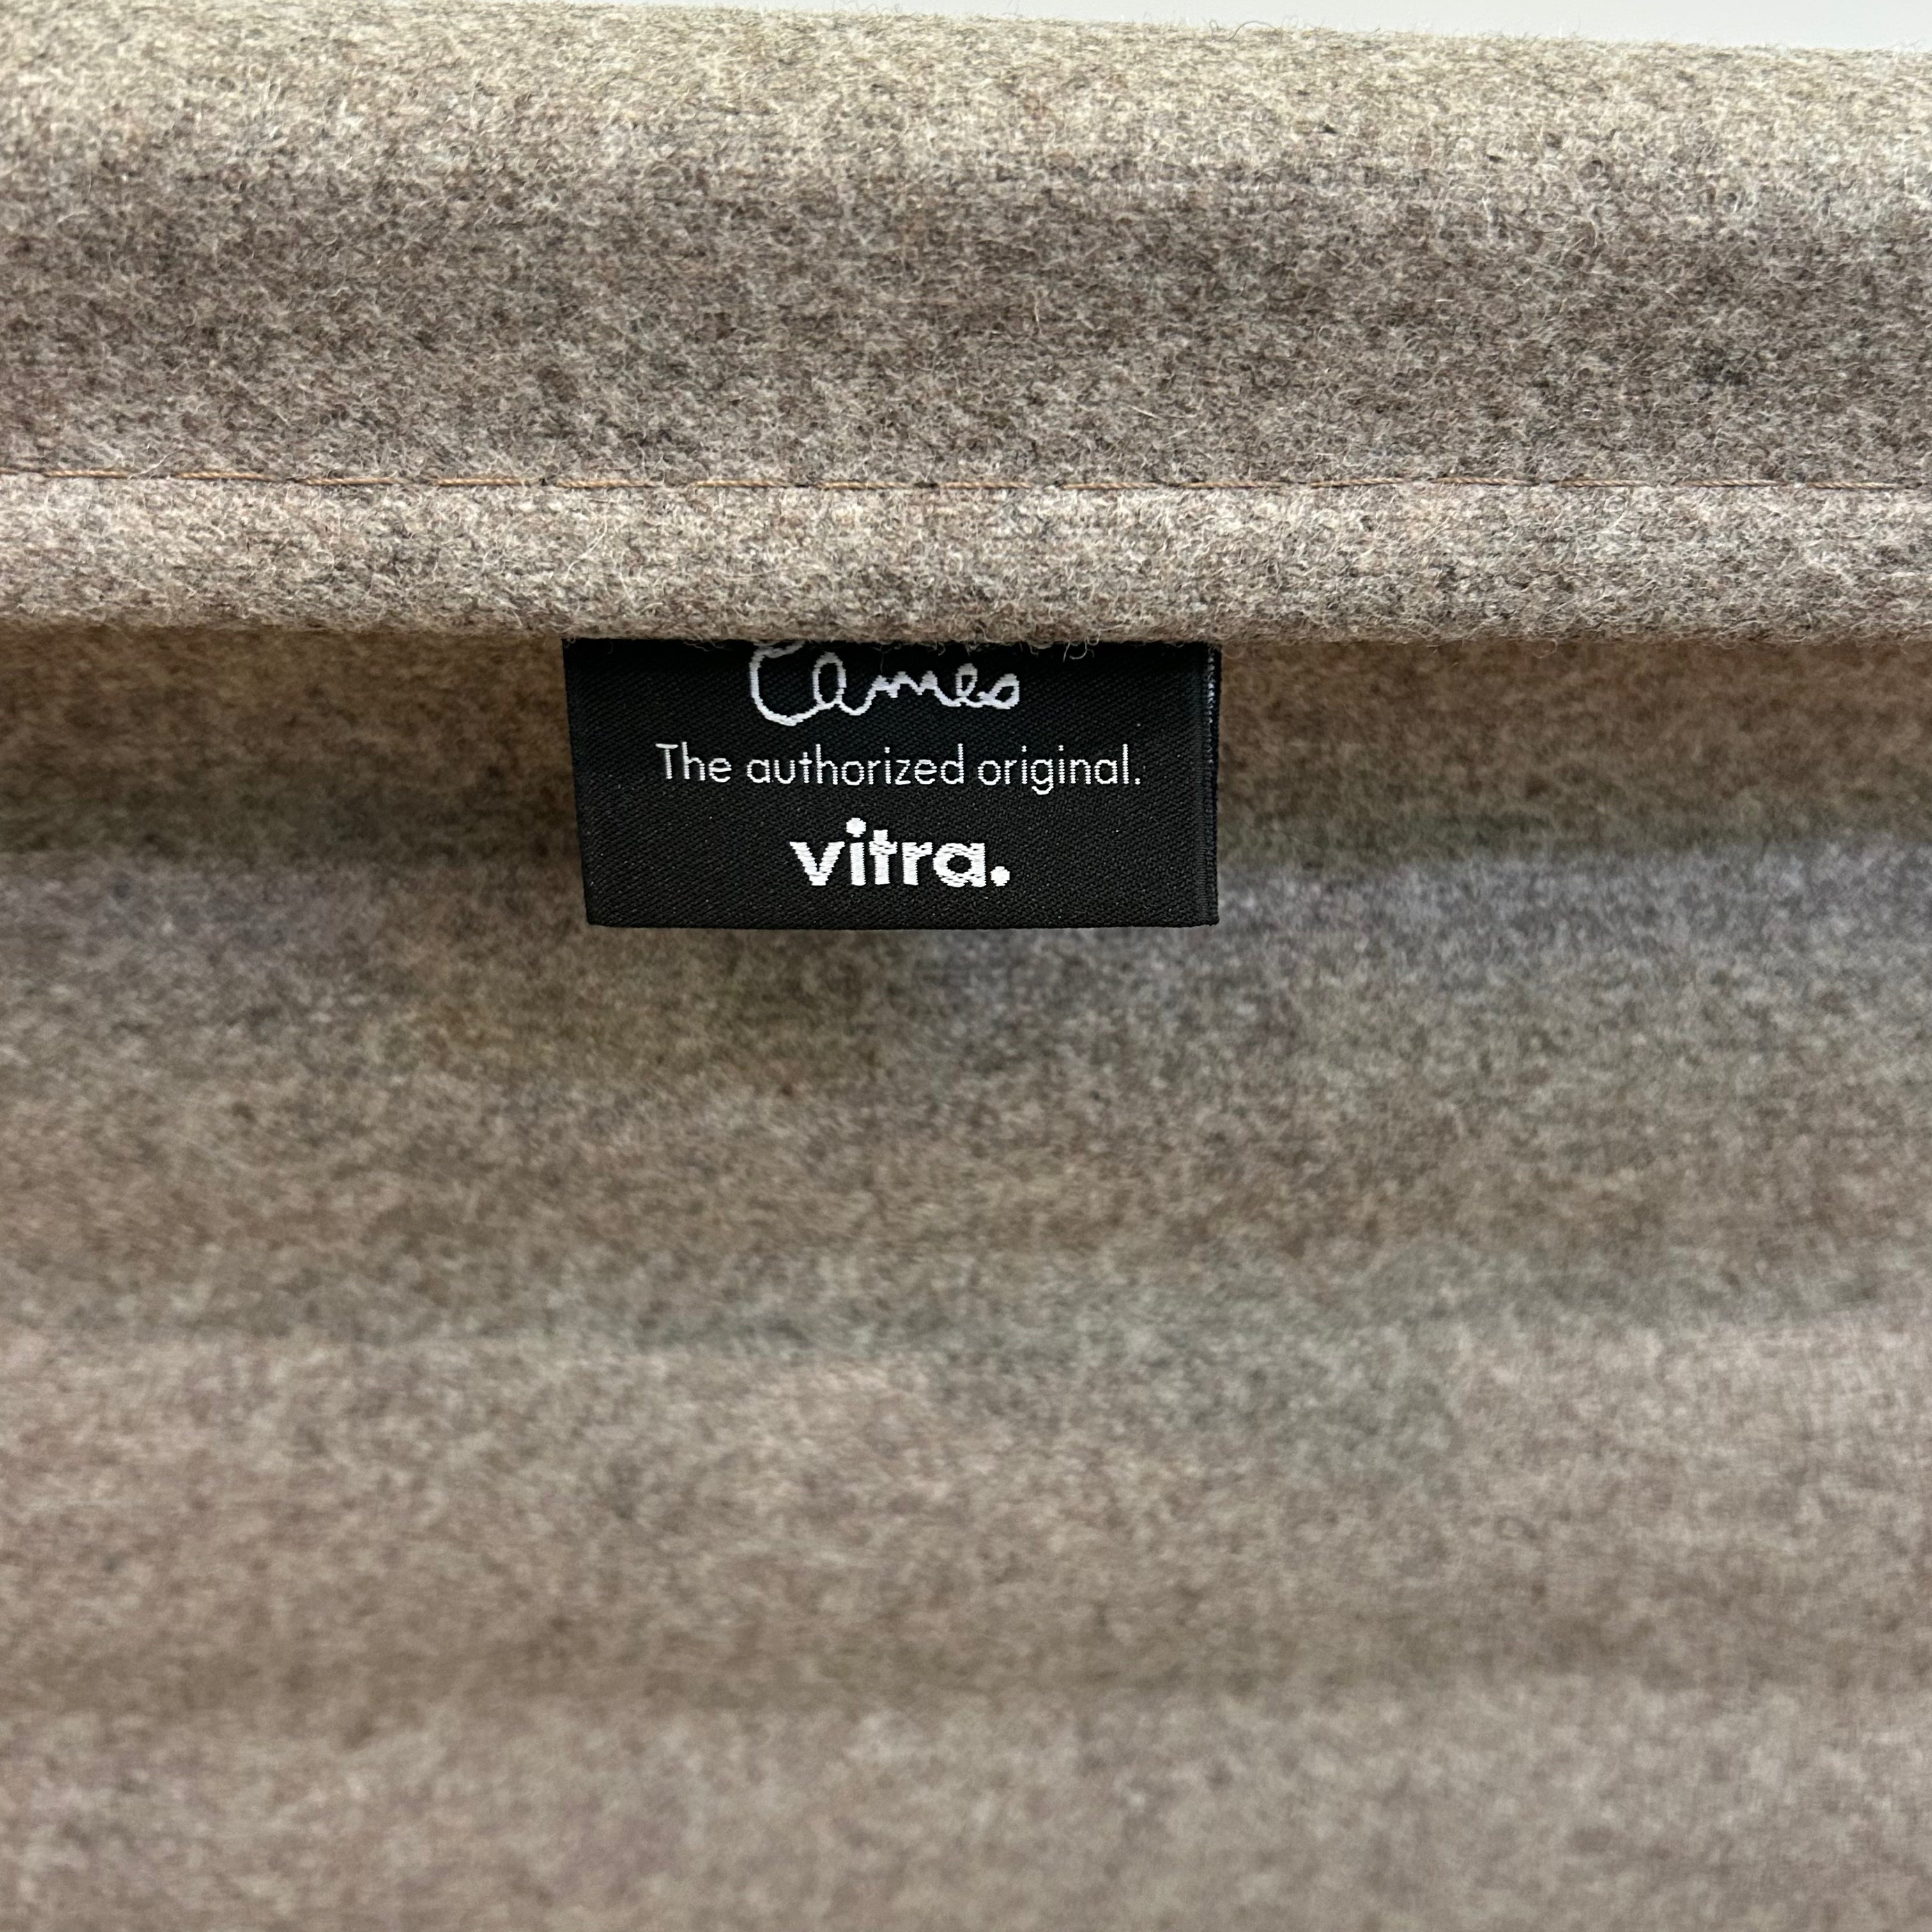 Eames
The authorized original.
vitra.